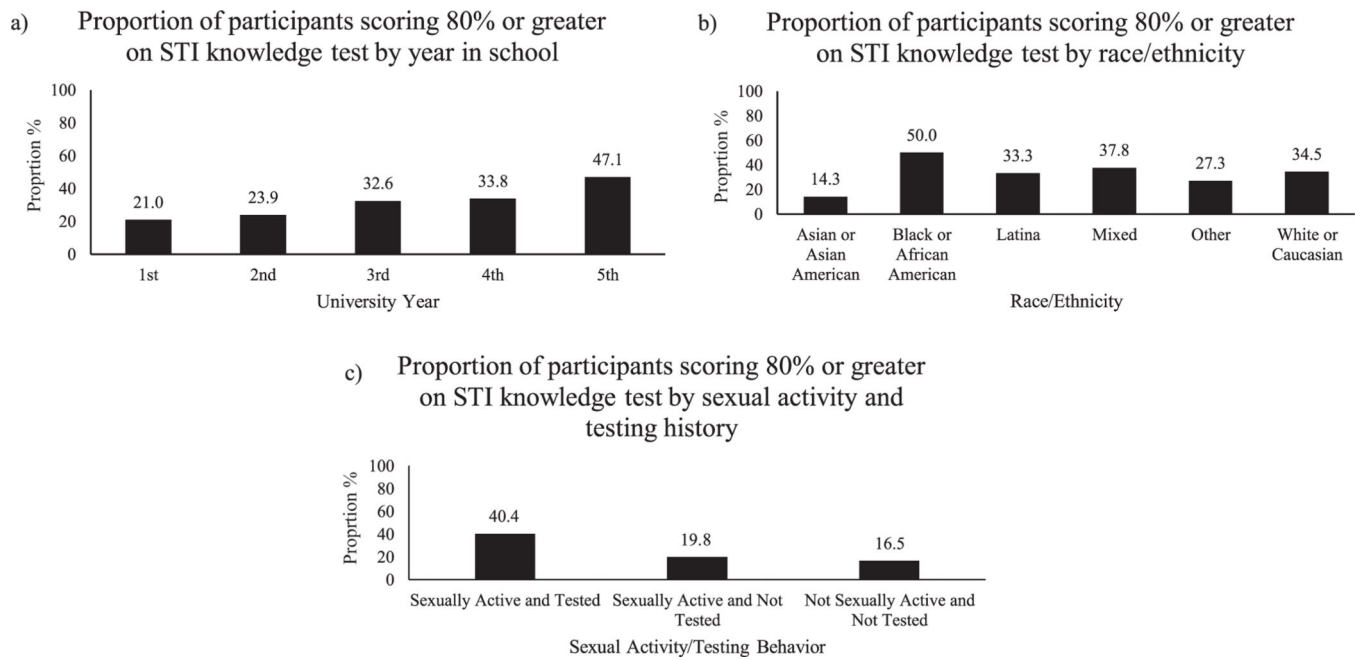 a) Proportion of participants scoring 80% or greater
on STI knowledge test by year in school
Proprtion %
100
80
60
40
20
0
21.0
23.9
32.6
33.8
47.1
1st 2nd 3rd 4th 5th
University Year
b) Proportion of participants scoring 80% or greater
on STI knowledge test by race/ethnicity
Proprtion %
100
80
60
40
20
0
14.3
50.0
33.3
37.8
27.3
34.5
Asian or
Asian
American
Black or
African
American
Latina
Mixed
Other
White or
Caucasian
Race/Ethnicity
c) Proportion of participants scoring 80% or greater
on STI knowledge test by sexual activity and
testing history
Proprtion %
100
80
60
40
20
0
40.4
19.8
16.5
Sexually Active and Tested
Sexually Active and Not
Tested
Not Sexually Active and
Not Tested
Sexual Activity/Testing Behavior